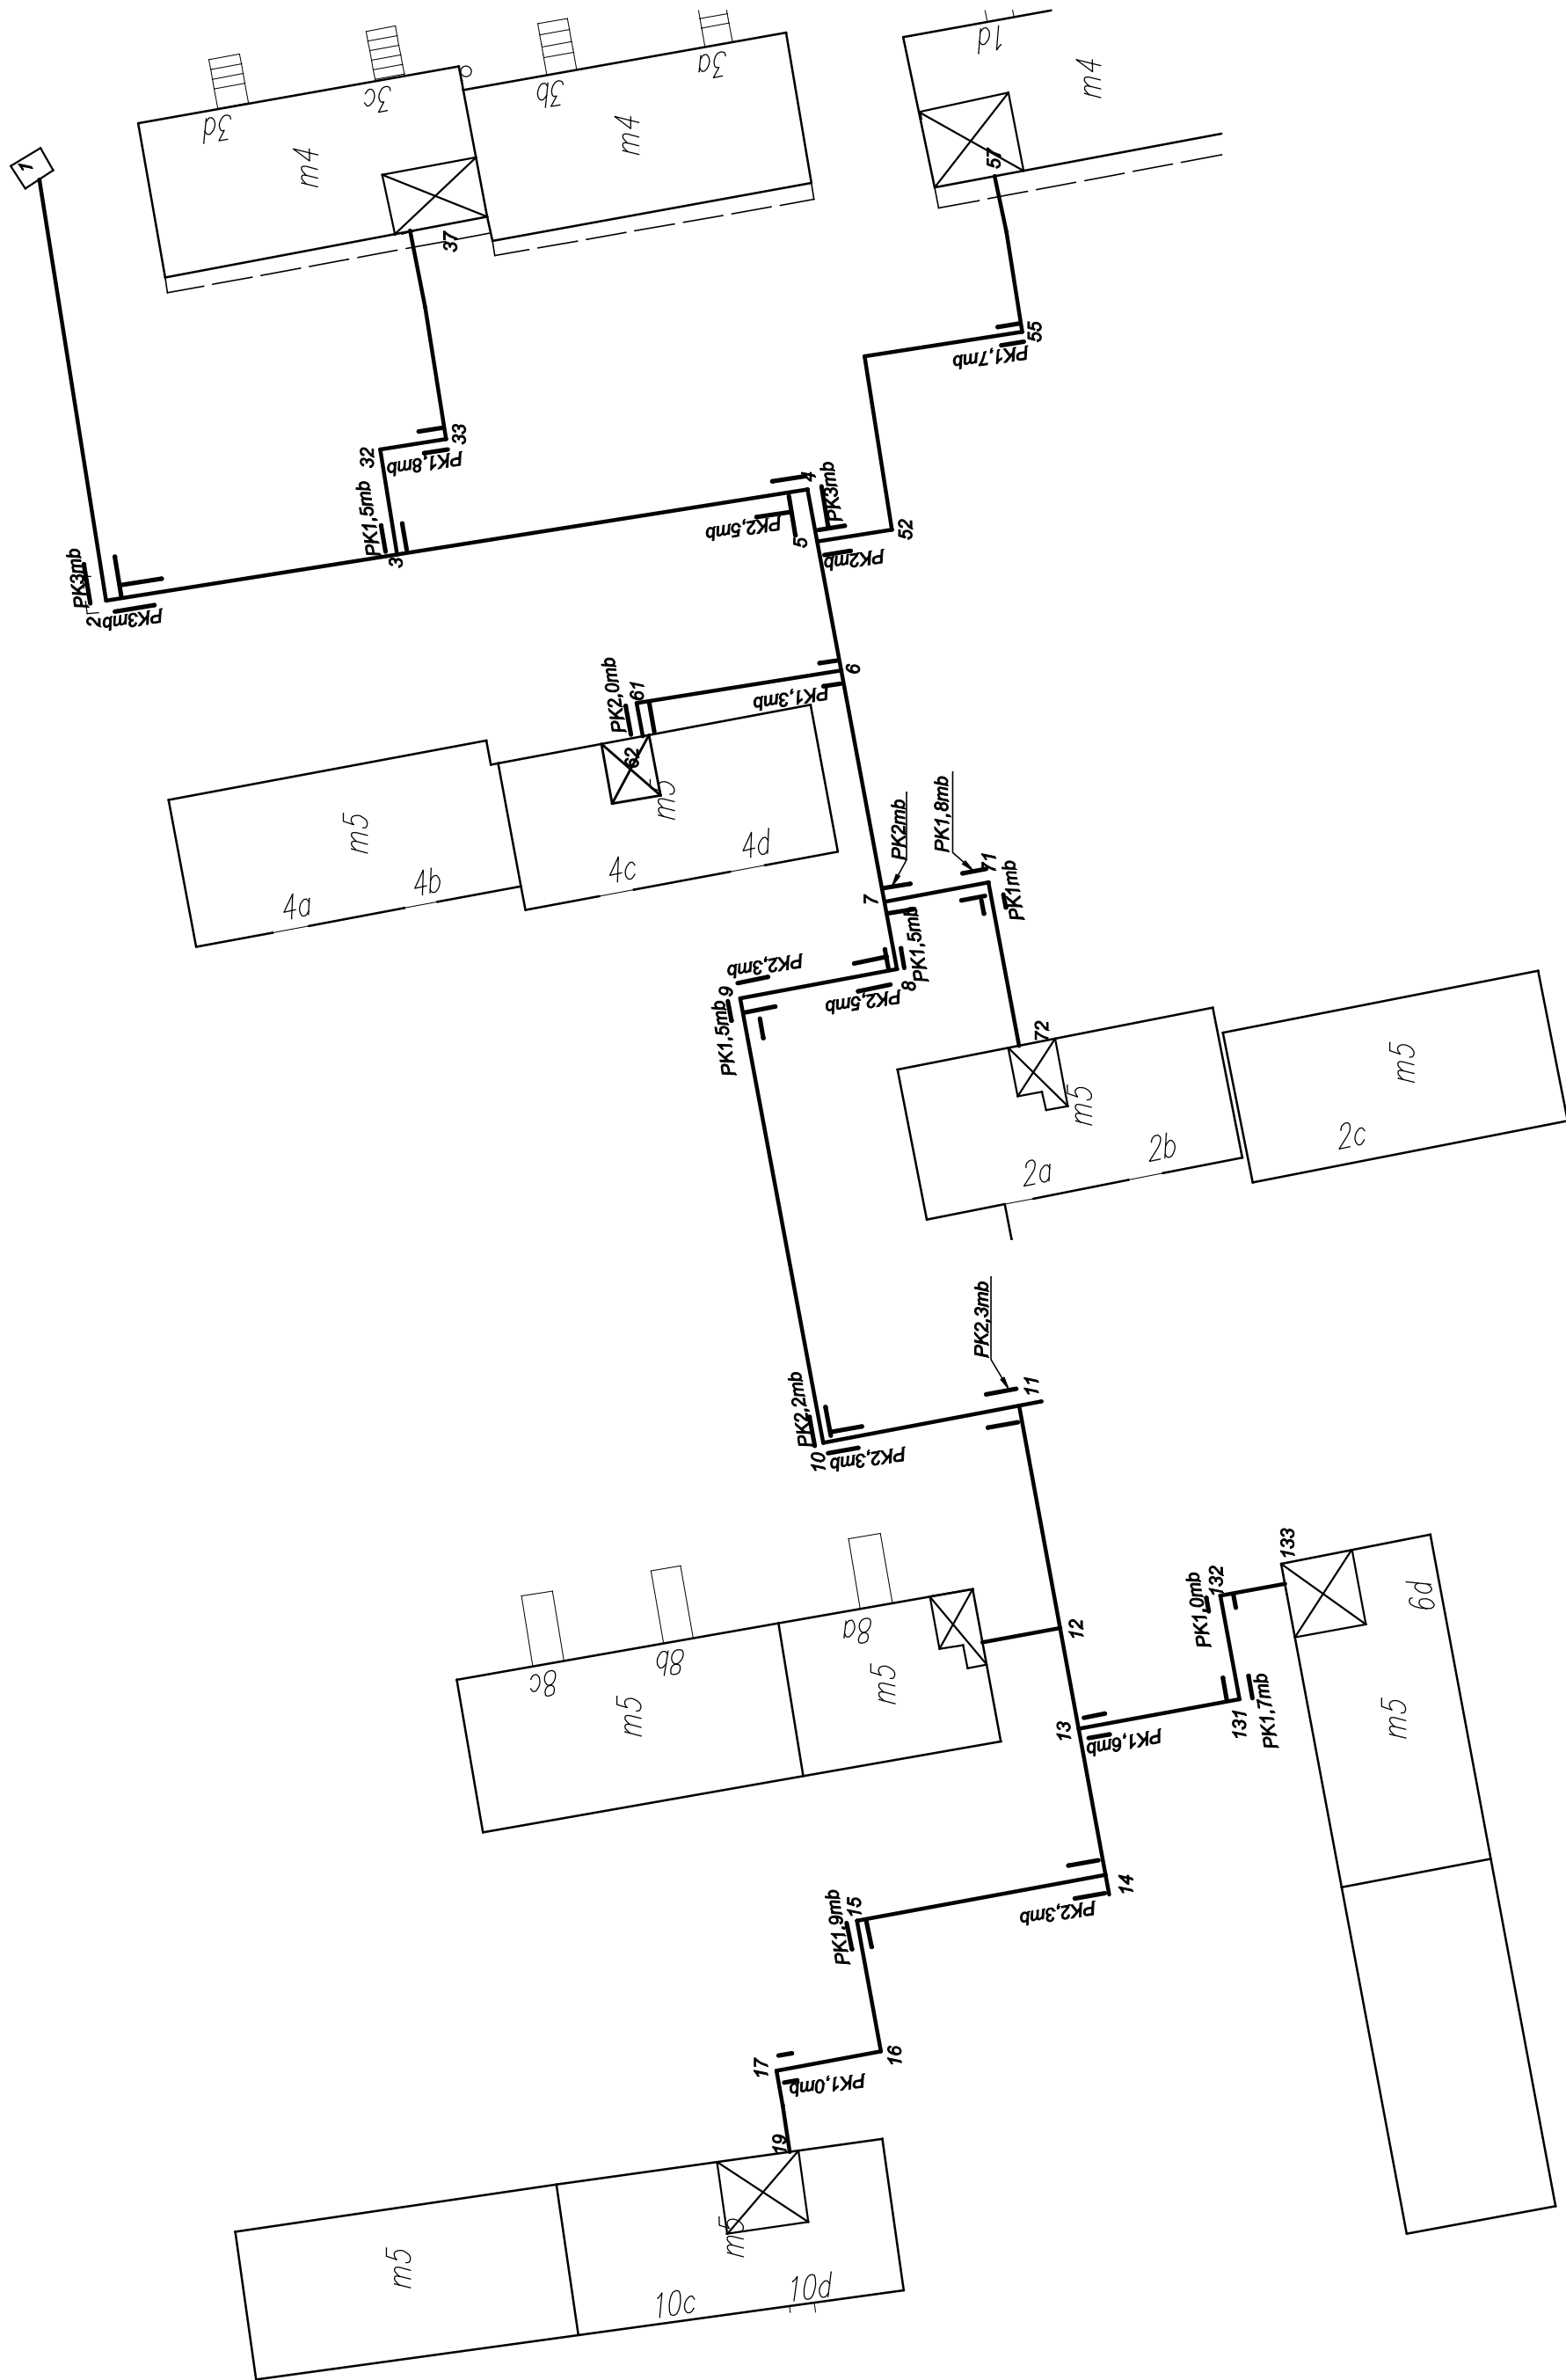 1
3d
3c
3b
3a
1d
m4
m4
m4
37
57
PK1,7mb
55
32
33
PK1,8mb
PK1,5mb
3
PK3mb
2
PK3mb
PK2,5mb
4
PK3mb
5
PK2mb
52
6
PK1,3mb
61
PK2,0mb
62
m5
m5
4a
4b
4c
4d
7
PK2mb
PK1,8mb
71
PK1mb
PK1,5mb
8
PK2,5mb
PK2,3mb
9
PK1,5mb
72
m5
m5
2a
2b
2c
PK2,3mb
11
PK2,2mb
10
PK2,3mb
8c
8b
8a
m5
m5
12
13
PK1,6mb
PK1,0mb
132
133
131
PK1,7mb
6d
m5
14
PK2,3mb
15
PK1,9mb
16
17
PK1,0mb
19
m5
m5
10c
10d